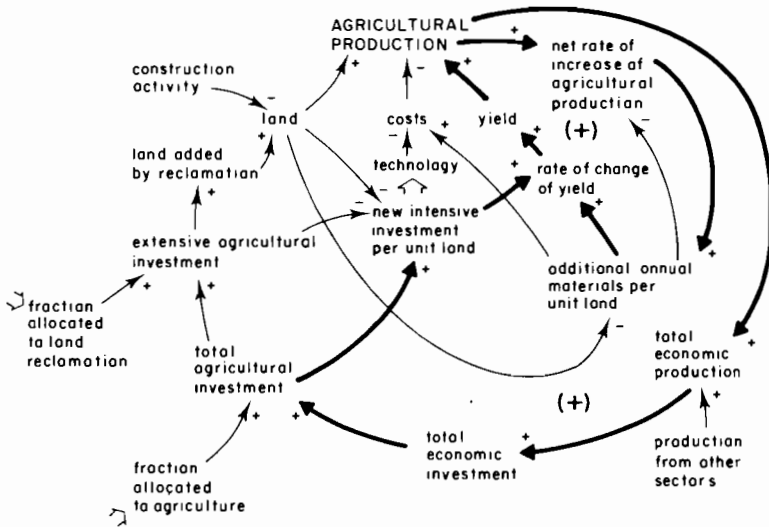 AGRICULTURAL
PRODUCTION
+
+
net rate of
increase af
agricultural
production
construction
activity
-
+
-
+
-
land
costs
+
yield
(+)
+
-
+
land added
by reclamation
technology
+
rate of change
of yield
+
+
-
-
new intensive
investment
per unit land
extensive agricultural
investment
+
+
+
additional annual
materials per
unit land
+
-
fraction
allocated
ta land
reclamation
+
total
agricultural
investment
total
economic
production
+
+
(+)
+
+
total
economic
investment
+
production
from other
sectors
fraction
allocated
ta agriculture